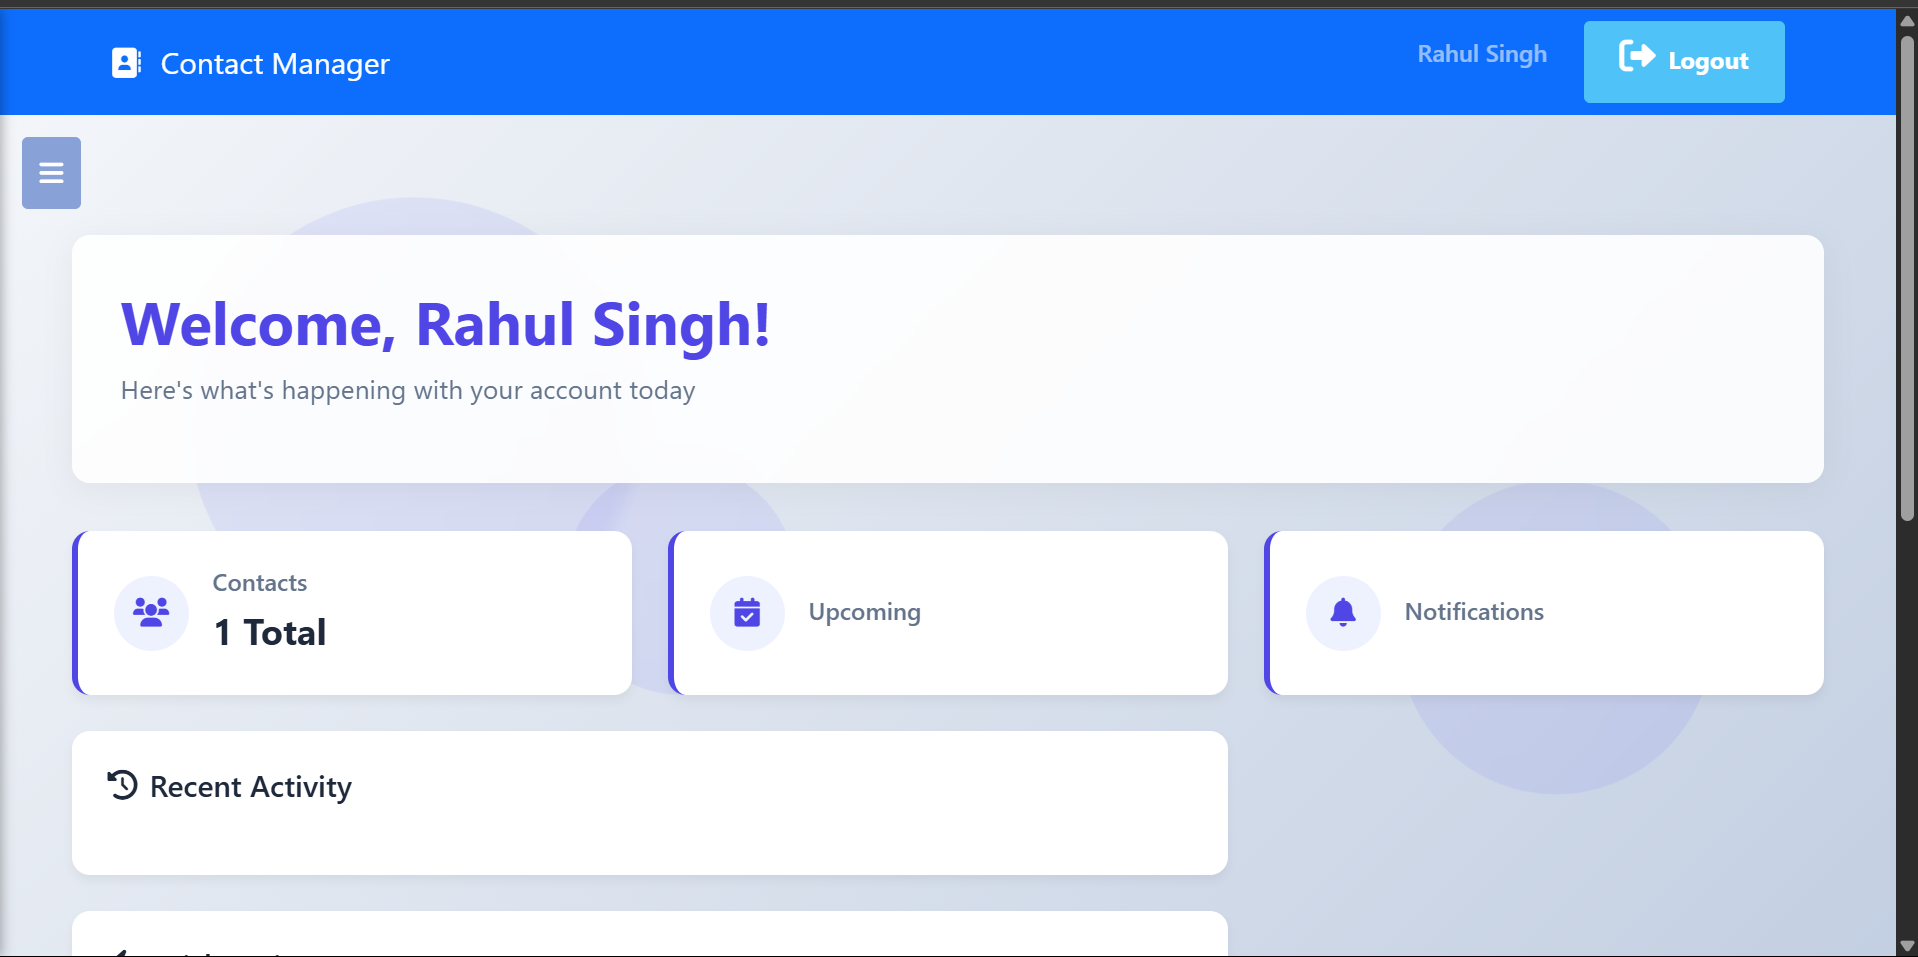 Contact Manager
Rahul Singh
Logout
Welcome, Rahul Singh!
Here's what's happening with your account today
Contacts
1 Total
Upcoming
Notifications
Recent Activity